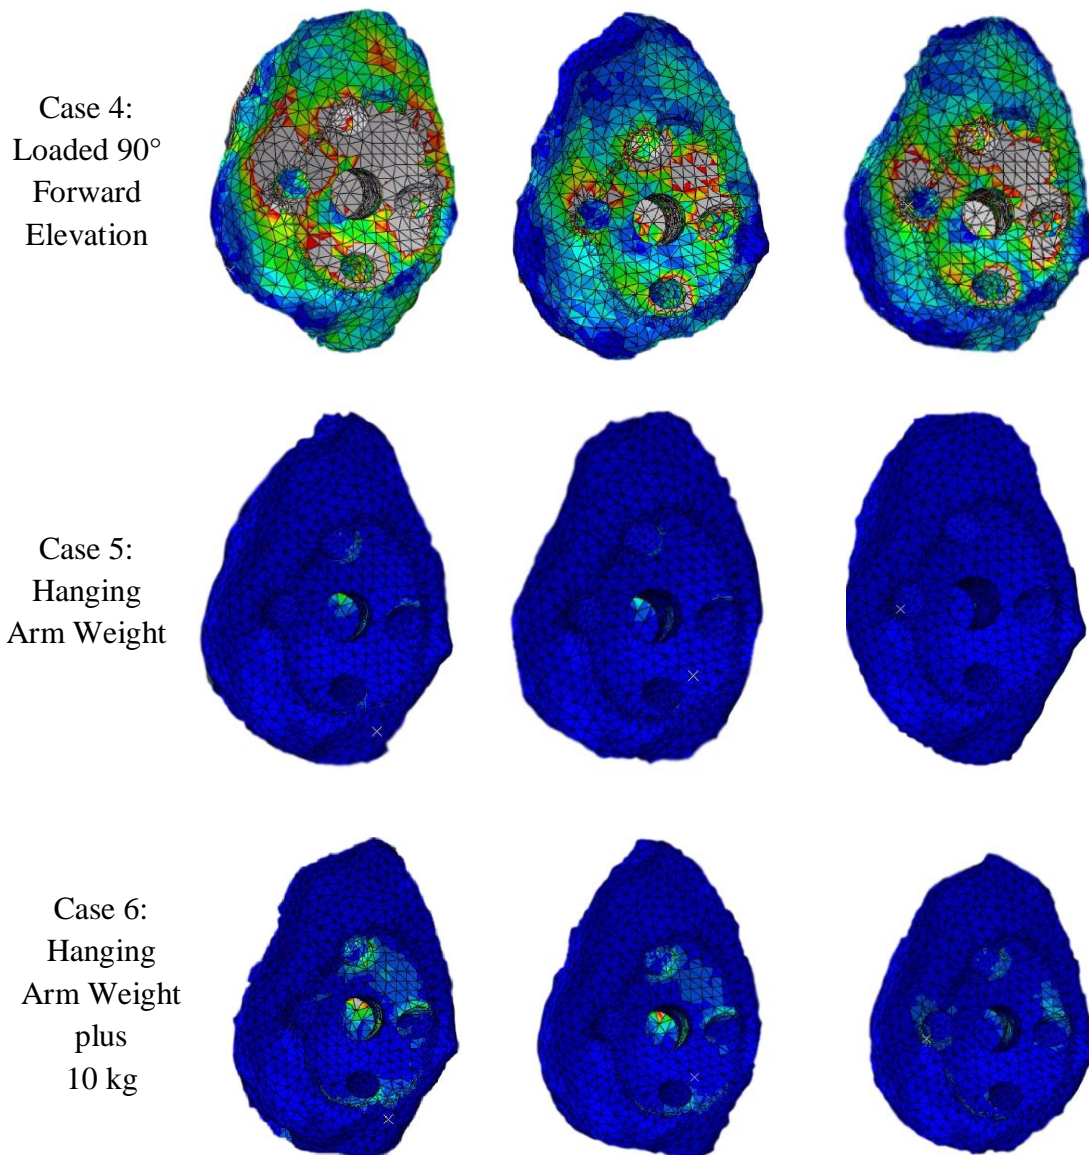 Case 4:
Loaded 90°
Forward
Elevation
Case 5:
Hanging
Arm Weight
Case 6:
Hanging
Arm Weight
plus
10 kg